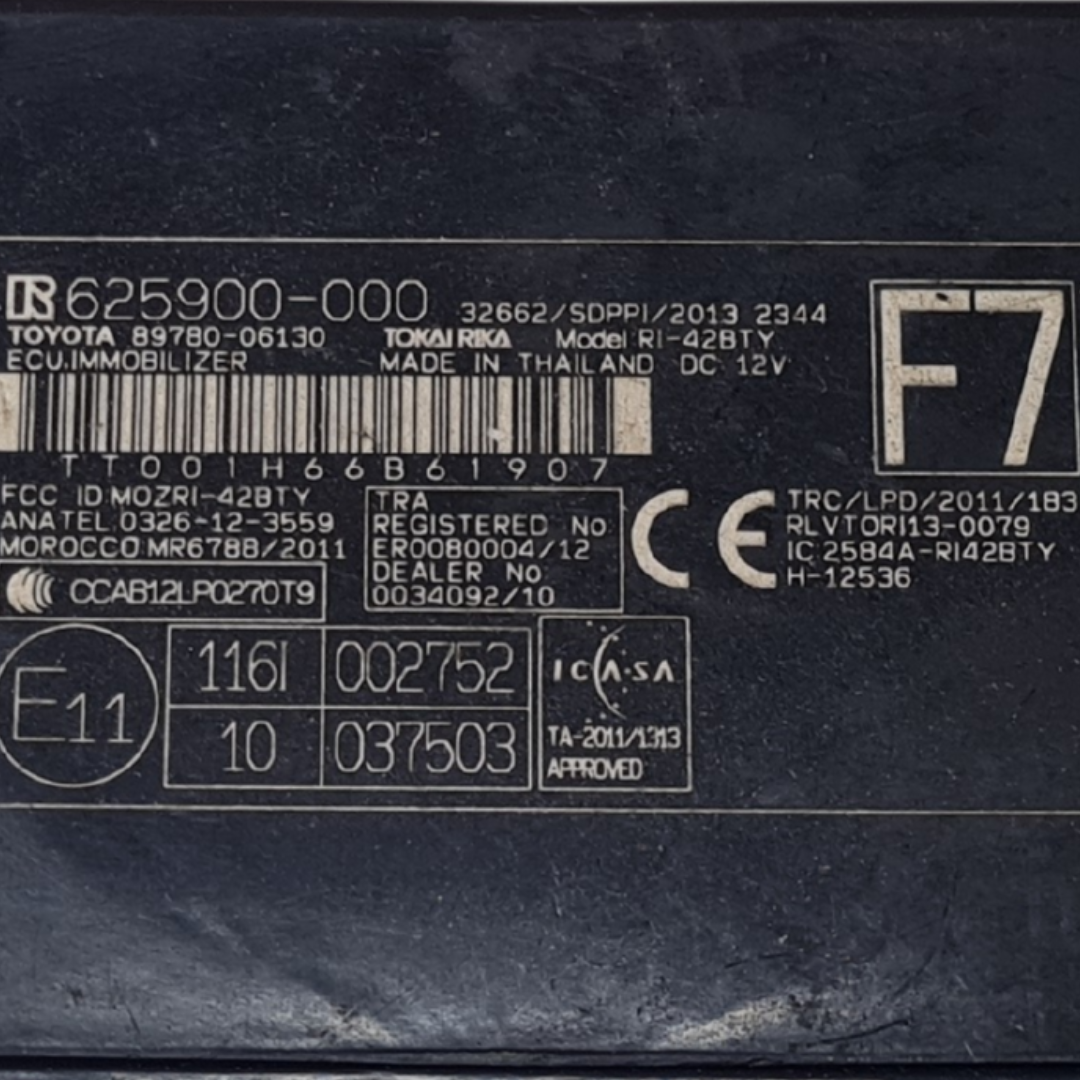 R 625900-000 32662/SDPPI/2013 2344
TOYOTA 89780-06130 TOKAI RIKA Model RI-42BTY
ECU.IMMOBILIZER MADE IN THAILAND DC 12V
F7
TT001H66B61907
FCC ID:MOZRI-42BTY
ANATEL:0326-12-3559
MOROCCO:MR6788/2011
CCAB12LP0270T9
TRA
REGISTERED No
ER0080004/12
DEALER No
0034092/10
CE
TRC/LPD/2011/183
RLVTORI13-0079
IC:2584A-RI42BTY
H-12536
E11
116I 002752
10 037503
ICASA
TA-2011/1313
APPROVED